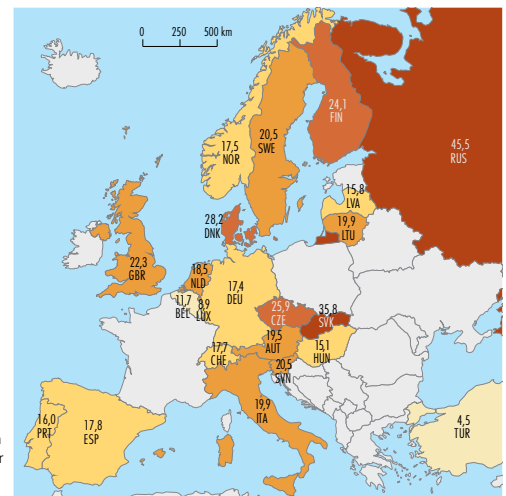 0 250 500 km
24,1
FIN
17,5
NOR
20,5
SWE
45,5
RUS
15,8
LVA
19,9
LTU
28,2
DNK
22,3
GBR
18,5
NLD
17,4
DEU
11,7
BEL
8,9
LUX
25,9
CZE
35,8
SVK
19,5
AUT
15,1
HUN
17,7
CHE
20,5
SVN
19,9
ITA
16,0
PRT
17,8
ESP
4,5
TUR